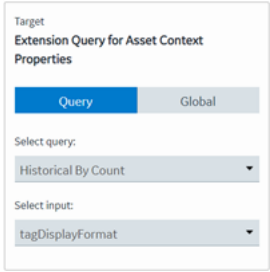 Target
Extension Query for Asset Context
Properties
Query Global
Select query:
Historical By Count
Select input:
tagDisplayFormat